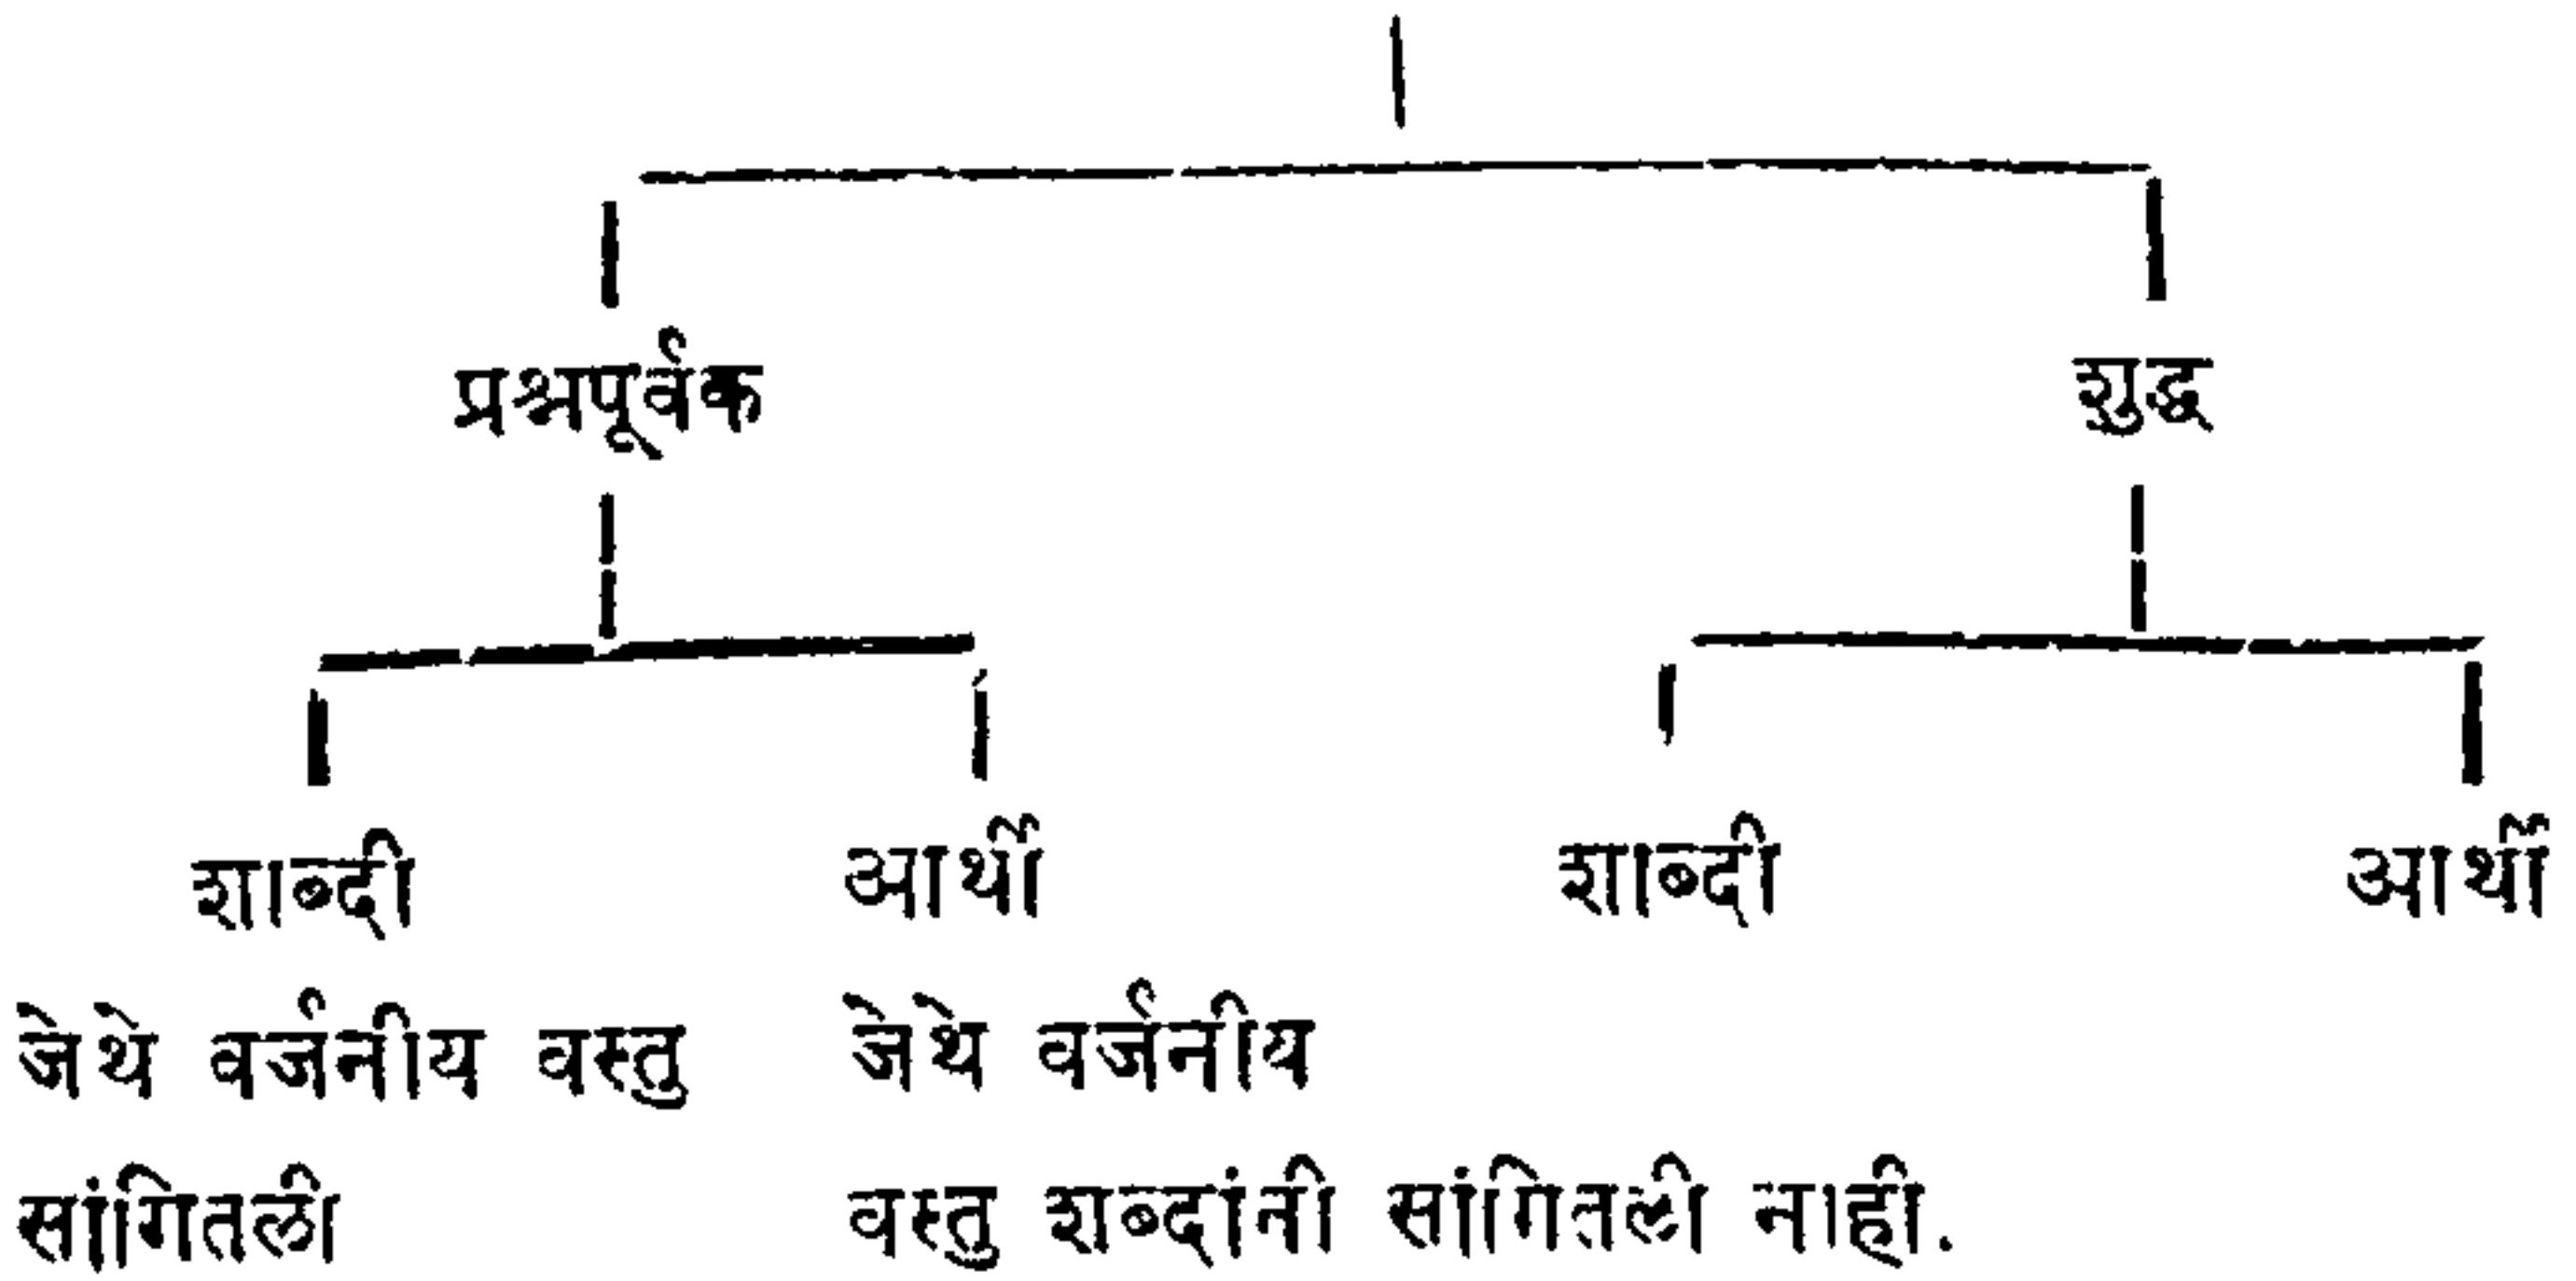 प्रश्नपूर्वक शुद्ध
शाब्दी आर्थी शाब्दी आर्थी
जेथे वर्जनीय वस्तु जेथे वर्जनीय
सांगितली वस्तु शब्दांनी सांगितली नाही.